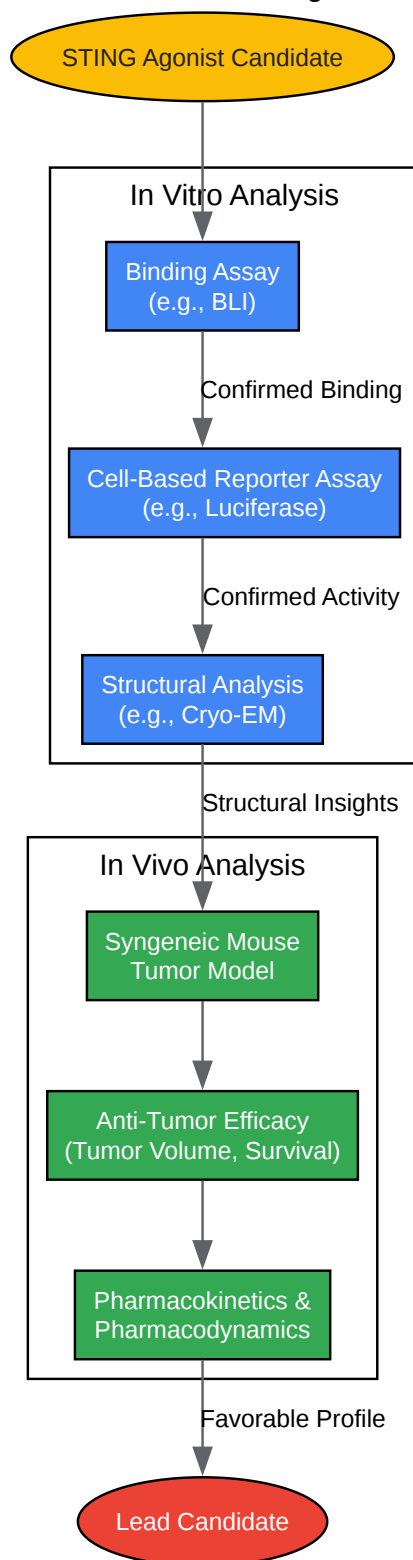 STING Agonist Candidate
In Vitro Analysis
Binding Assay
(e.g., BLI)
Confirmed Binding
Cell-Based Reporter Assay
(e.g., Luciferase)
Confirmed Activity
Structural Analysis
(e.g., Cryo-EM)
Structural Insights
In Vivo Analysis
Syngeneic Mouse
Tumor Model
Anti-Tumor Efficacy
(Tumor Volume, Survival)
Pharmacokinetics &
Pharmacodynamics
Favorable Profile
Lead Candidate